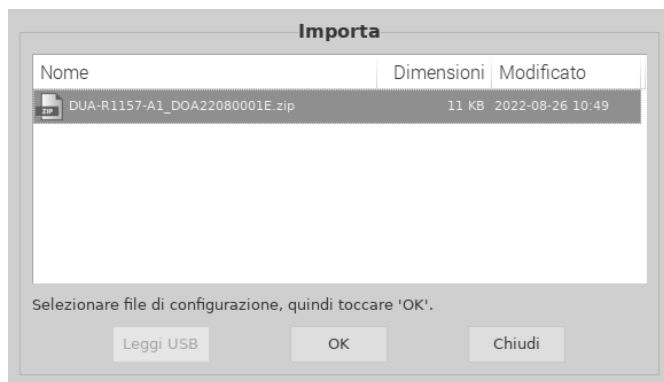 Importa
Nome Dimensioni Modificato
ZIP DUA-R1157-A1_DOA22080001E.zip 11 KB 2022-08-26 10:49
Selezionare file di configurazione, quindi toccare 'OK'.
Leggi USB OK Chiudi